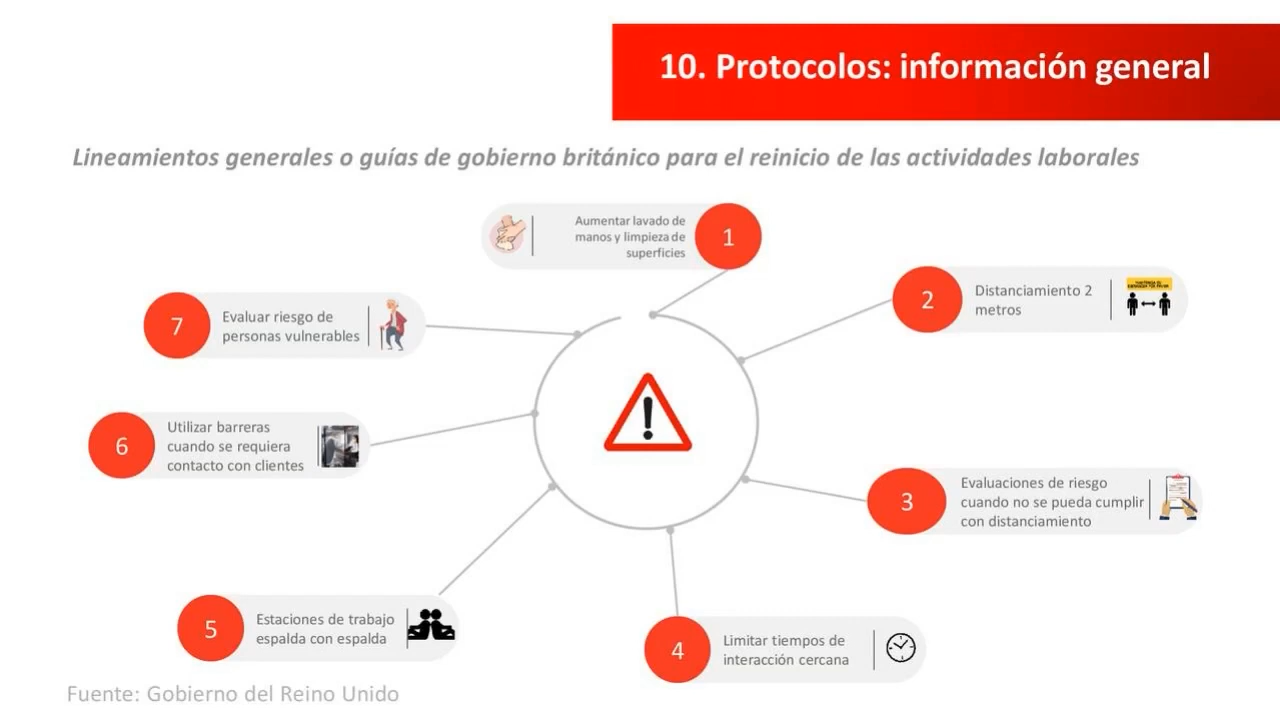 10. Protocolos: información general
Lineamientos generales o guías de gobierno británico para el reinicio de las actividades laborales
Aumentar lavado de
manos y limpieza de
superficies
1
2
Distanciamiento 2
metros
3
Evaluaciones de riesgo
cuando no se pueda cumplir
con distanciamiento
4
Limitar tiempos de
interacción cercana
5
Estaciones de trabajo
espalda con espalda
6
Utilizar barreras
cuando se requiera
contacto con clientes
7
Evaluar riesgo de
personas vulnerables
Fuente: Gobierno del Reino Unido